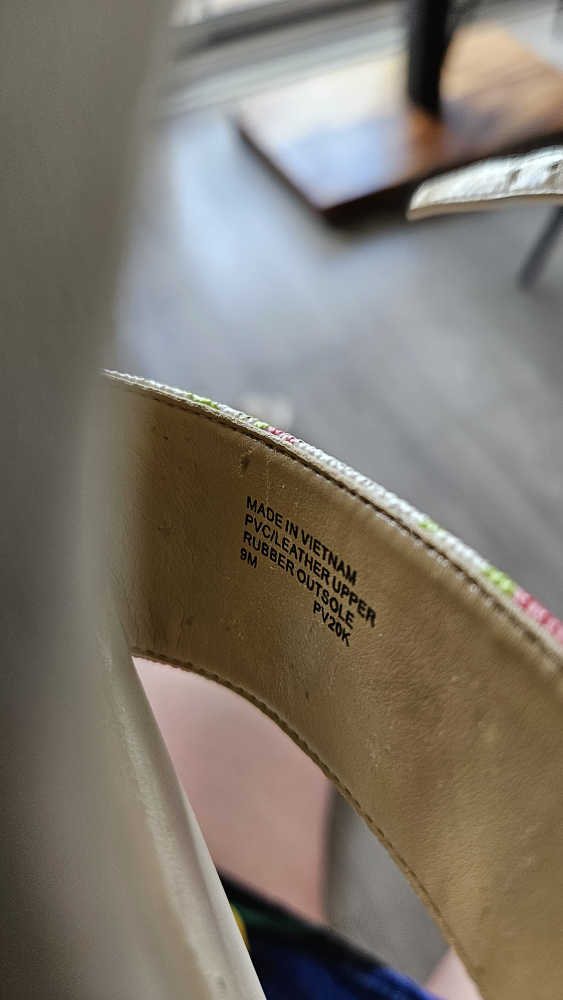 MADE IN VIETNAM
PVC/LEATHER UPPER
RUBBER OUTSOLE
9M
PV20K